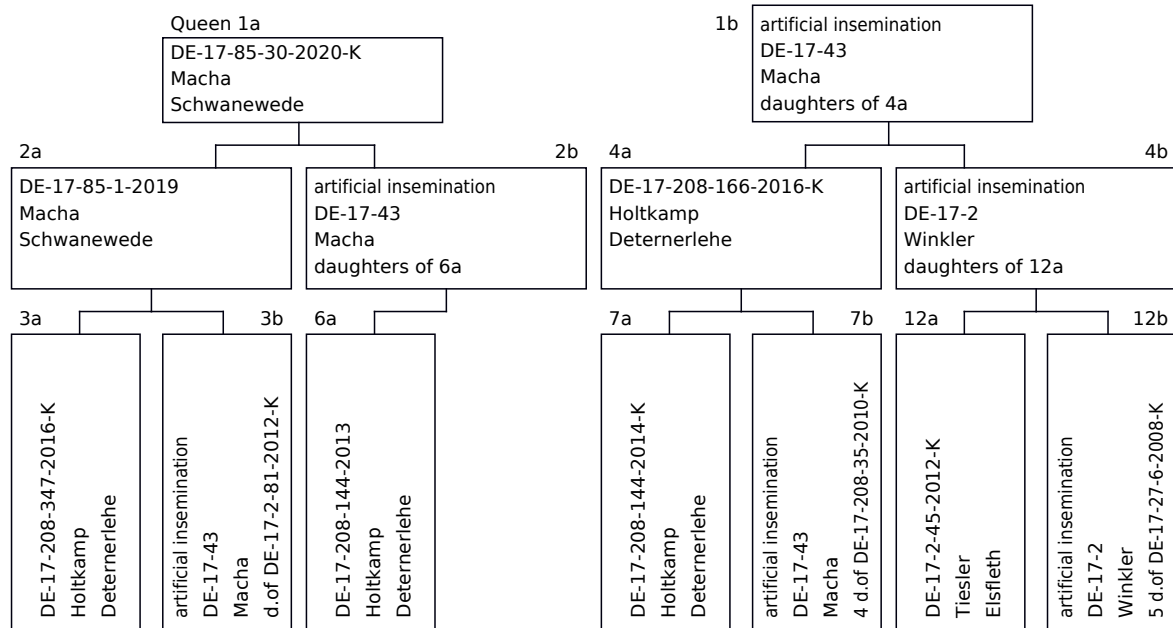 Queen 1a
DE-17-85-30-2020-K
Macha
Schwanewede
1b
artificial insemination
DE-17-43
Macha
daughters of 4a
2a
DE-17-85-1-2019
Macha
Schwanewede
2b
artificial insemination
DE-17-43
Macha
daughters of 6a
4a
DE-17-208-166-2016-K
Holtkamp
Deternerlehe
4b
artificial insemination
DE-17-2
Winkler
daughters of 12a
3a
DE-17-208-347-2016-K
Holtkamp
Deternerlehe
3b
artificial insemination
DE-17-43
Macha
d.of DE-17-2-81-2012-K
6a
DE-17-208-144-2013
Holtkamp
Deternerlehe
7a
DE-17-208-144-2014-K
Holtkamp
Deternerlehe
7b
artificial insemination
DE-17-43
Macha
4 d.of DE-17-208-35-2010-K
12a
DE-17-2-45-2012-K
Tiesler
Elsfleth
12b
artificial insemination
DE-17-2
Winkler
5 d.of DE-17-27-6-2008-K